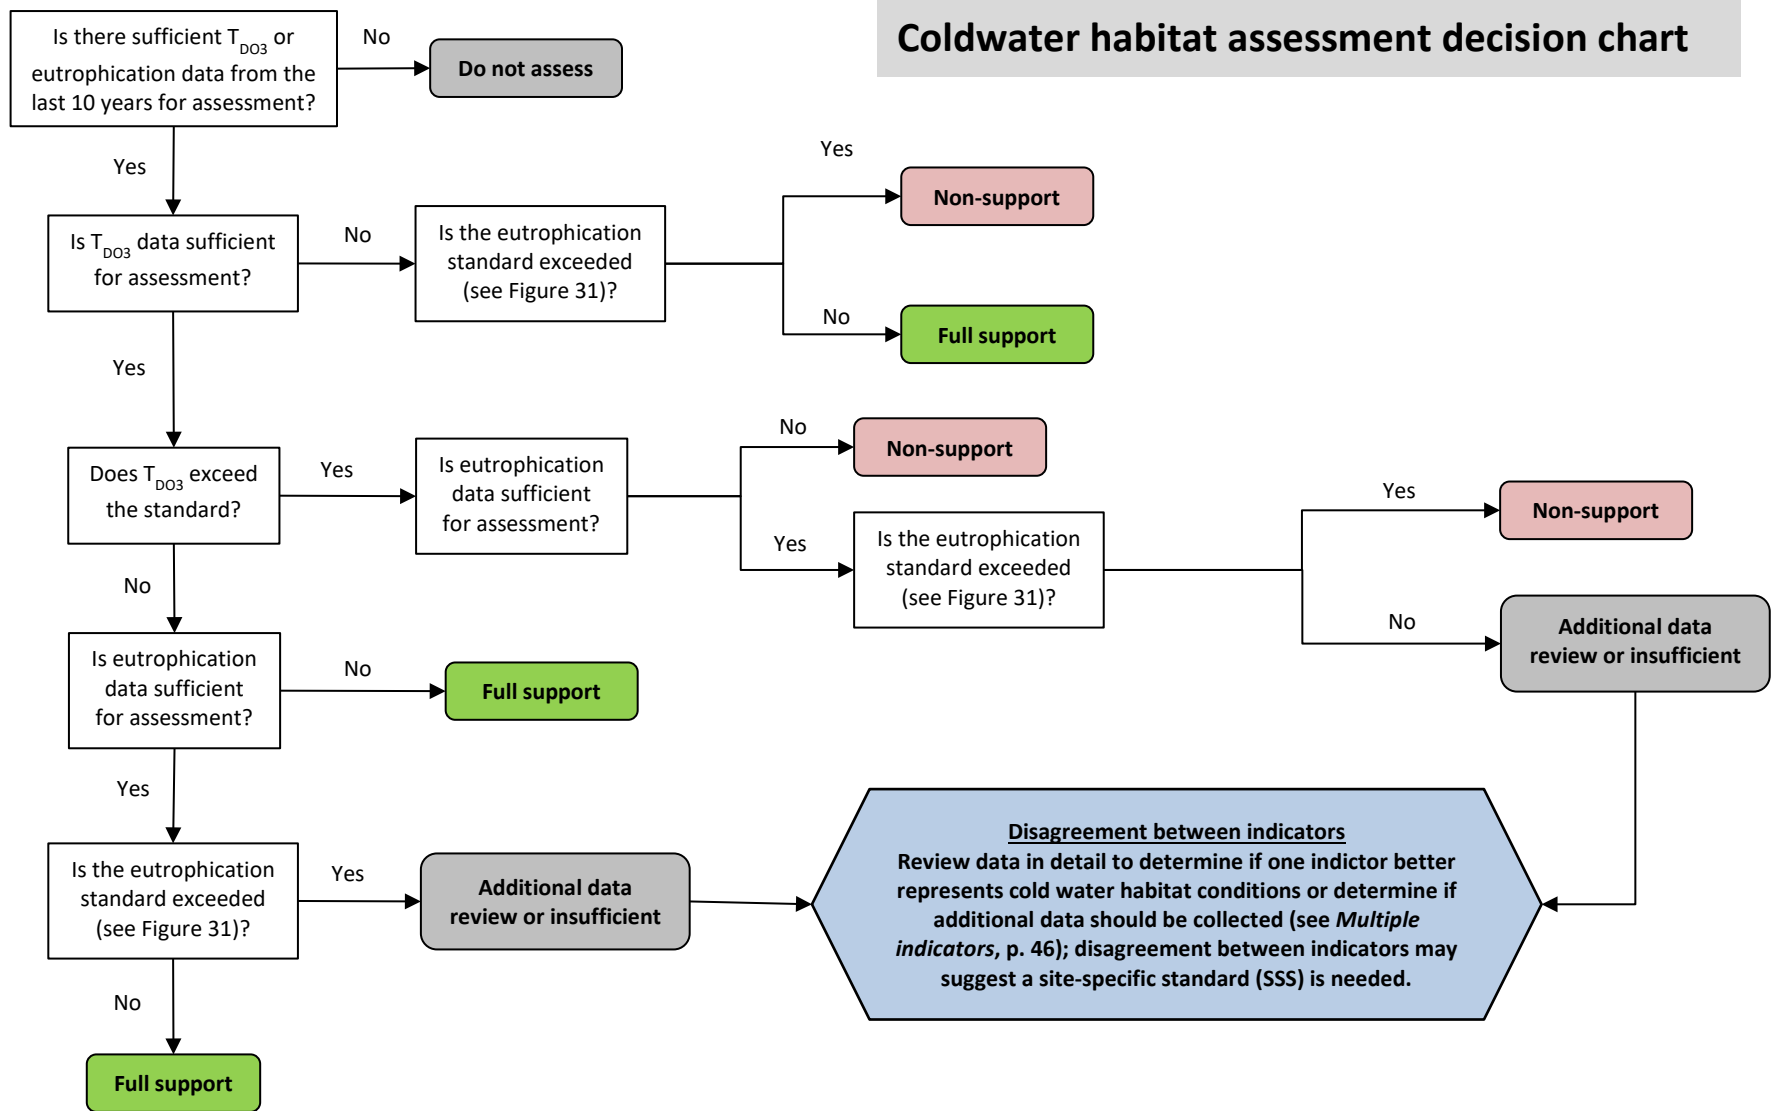 Coldwater habitat assessment decision chart
Is there sufficient T_DO3 or
eutrophication data from the
last 10 years for assessment?
No
Do not assess
Yes
Is T_DO3 data sufficient
for assessment?
No
Is the eutrophication
standard exceeded
(see Figure 31)?
Yes
Non-support
No
Full support
Yes
Does T_DO3 exceed
the standard?
Yes
Is eutrophication
data sufficient
for assessment?
No
Non-support
Yes
Is the eutrophication
standard exceeded
(see Figure 31)?
Yes
Non-support
No
Additional data
review or insufficient
No
Is eutrophication
data sufficient
for assessment?
No
Full support
Yes
Is the eutrophication
standard exceeded
(see Figure 31)?
Yes
Additional data
review or insufficient
Disagreement between indicators
Review data in detail to determine if one indictor better
represents cold water habitat conditions or determine if
additional data should be collected (see Multiple
indicators, p. 46); disagreement between indicators may
suggest a site-specific standard (SSS) is needed.
No
Full support